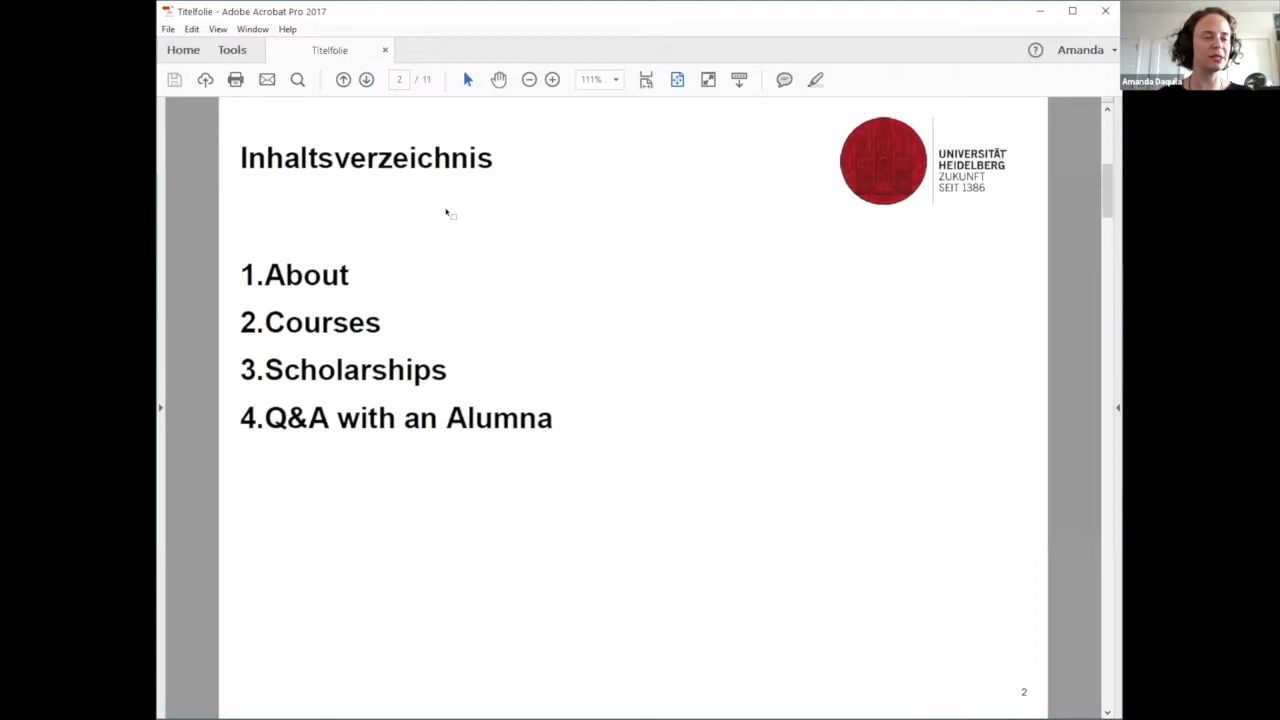 Titelfolie - Adobe Acrobat Pro 2017
File Edit View Window Help
Home Tools Titelfolie Amanda
2 / 11 111%
Amanda Daquila
Inhaltsverzeichnis
UNIVERSITÄT
HEIDELBERG
ZUKUNFT
SEIT 1386
1.About
2.Courses
3.Scholarships
4.Q&A with an Alumna
2